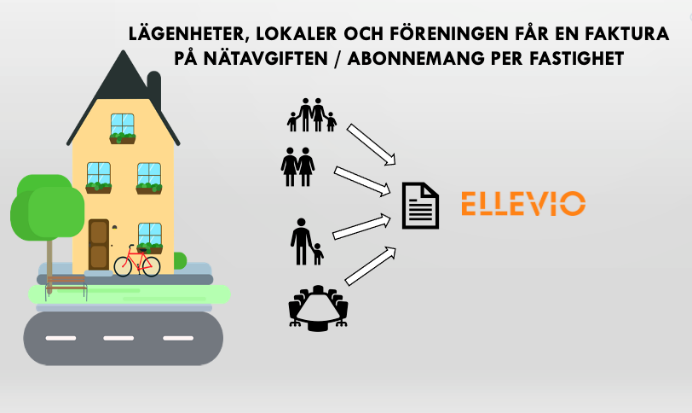 LÄGENHETER, LOKALER OCH FÖRENINGEN FÅR EN FAKTURA
PÅ NÄTAVGIFTEN / ABONNEMANG PER FASTIGHET
ELLEVIO